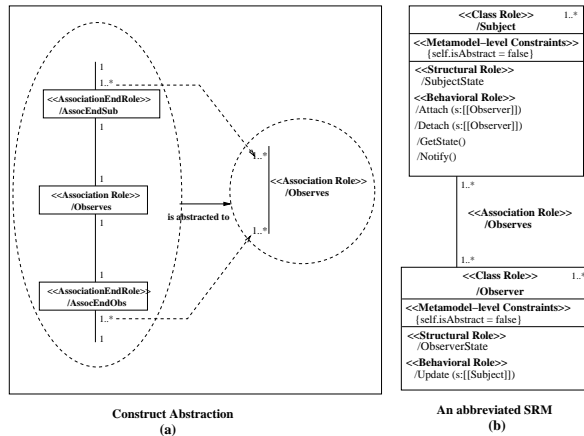 1
1..*
<<AssociationEndRole>>
/AssocEndSub
1
1
<<Association Role>>
/Observes
1
1
<<AssociationEndRole>>
/AssocEndObs
1..*
1
is abstracted to
1..*
<<Association Role>>
/Observes
1..*
Construct Abstraction
(a)
<<Class Role>> 1..*
/Subject
<<Metamodel-level Constraints>>
{self.isAbstract = false}
<<Structural Role>>
/SubjectState
<<Behavioral Role>>
/Attach (s:[[Observer]])
/Detach (s:[[Observer]])
/GetState()
/Notify()
1..*
<<Association Role>>
/Observes
1..*
<<Class Role>> 1..*
/Observer
<<Metamodel-level Constraints>>
{self.isAbstract = false}
<<Structural Role>>
/ObserverState
<<Behavioral Role>>
/Update (s:[[Subject]])
An abbreviated SRM
(b)